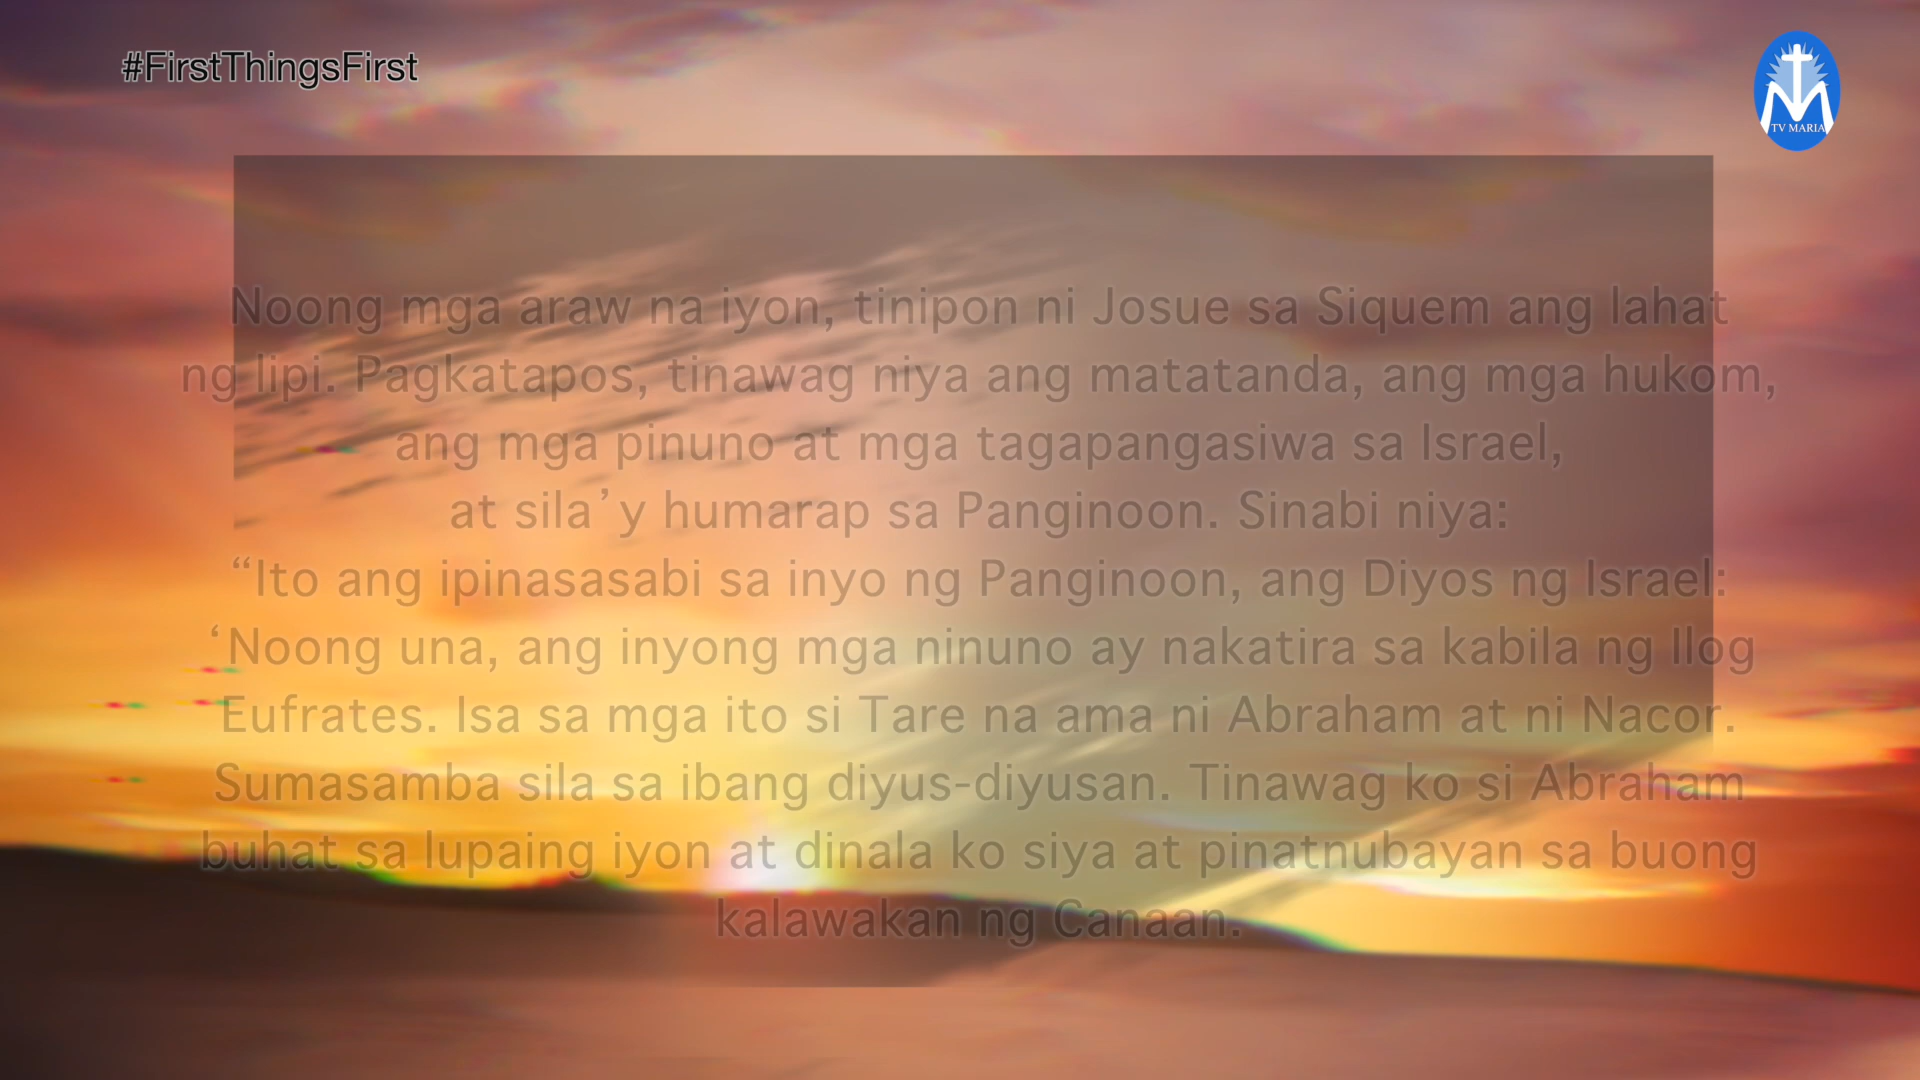 #FirstThingsFirst
TV MARIA
Noong mga araw na iyon, tinipon ni Josue sa Siquem ang lahat
ng lipi. Pagkatapos, tinawag niya ang matatanda, ang mga hukom,
ang mga pinuno at mga tagapangasiwa sa Israel,
at sila’y humarap sa Panginoon. Sinabi niya:
“Ito ang ipinasasabi sa inyo ng Panginoon, ang Diyos ng Israel:
‘Noong una, ang inyong mga ninuno ay nakatira sa kabila ng Ilog
Eufrates. Isa sa mga ito si Tare na ama ni Abraham at ni Nacor.
Sumasamba sila sa ibang diyus-diyusan. Tinawag ko si Abraham
buhat sa lupaing iyon at dinala ko siya at pinatnubayan sa buong
kalawakan ng Canaan.